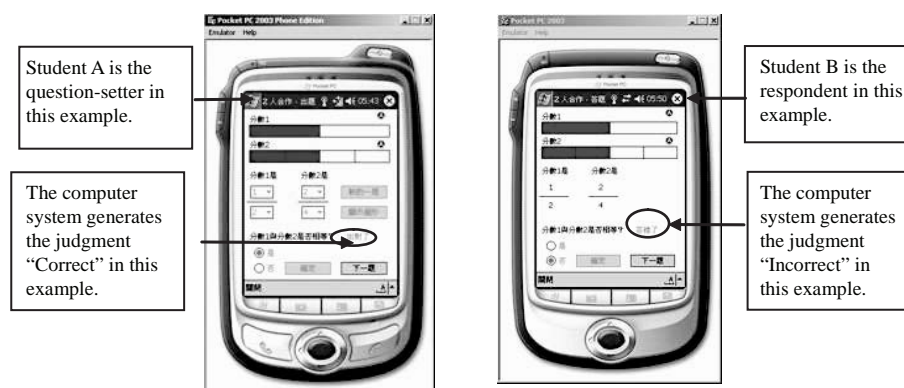 Pocket PC 2003 Phone Edition
Emulator Help
Student A is the
question-setter in
this example.
2人合作 - 出題 05:43
分數1
分數2
分數1是 分數2是
1 2
2 4
分數1與分數2是否相等?
是
否 確定 下一題
關閉
The computer
system generates
the judgment
“Correct” in this
example.
Pocket PC 2003
Emulator Help
2人合作 - 答題 05:50
分數1
分數2
分數1是 分數2是
1 2
2 4
分數1與分數2是否相等? 答錯了
是
否 確定 下一題
關閉
Student B is the
respondent in this
example.
The computer
system generates
the judgment
“Incorrect” in
this example.